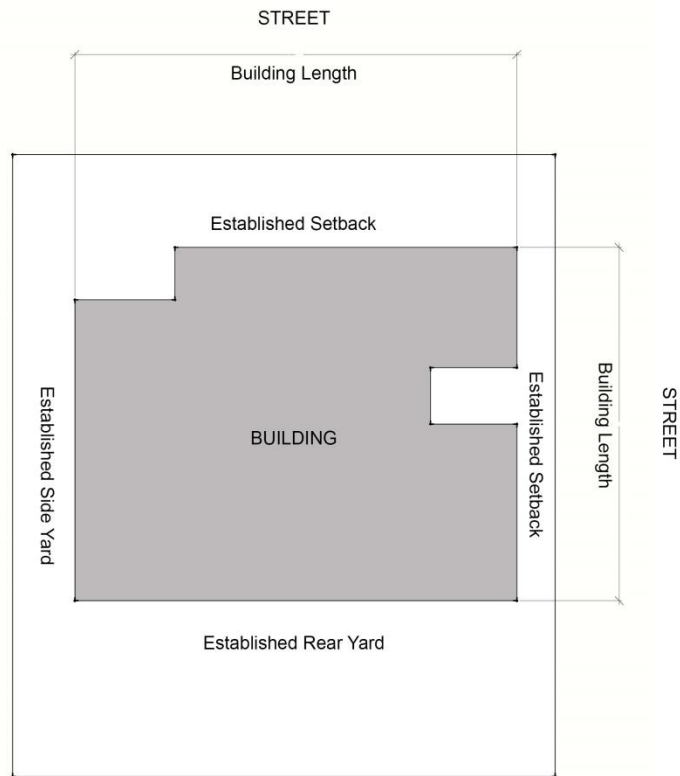 STREET
Building Length
Established Setback
Established Side Yard
BUILDING
Established Setback
Building Length
STREET
Established Rear Yard